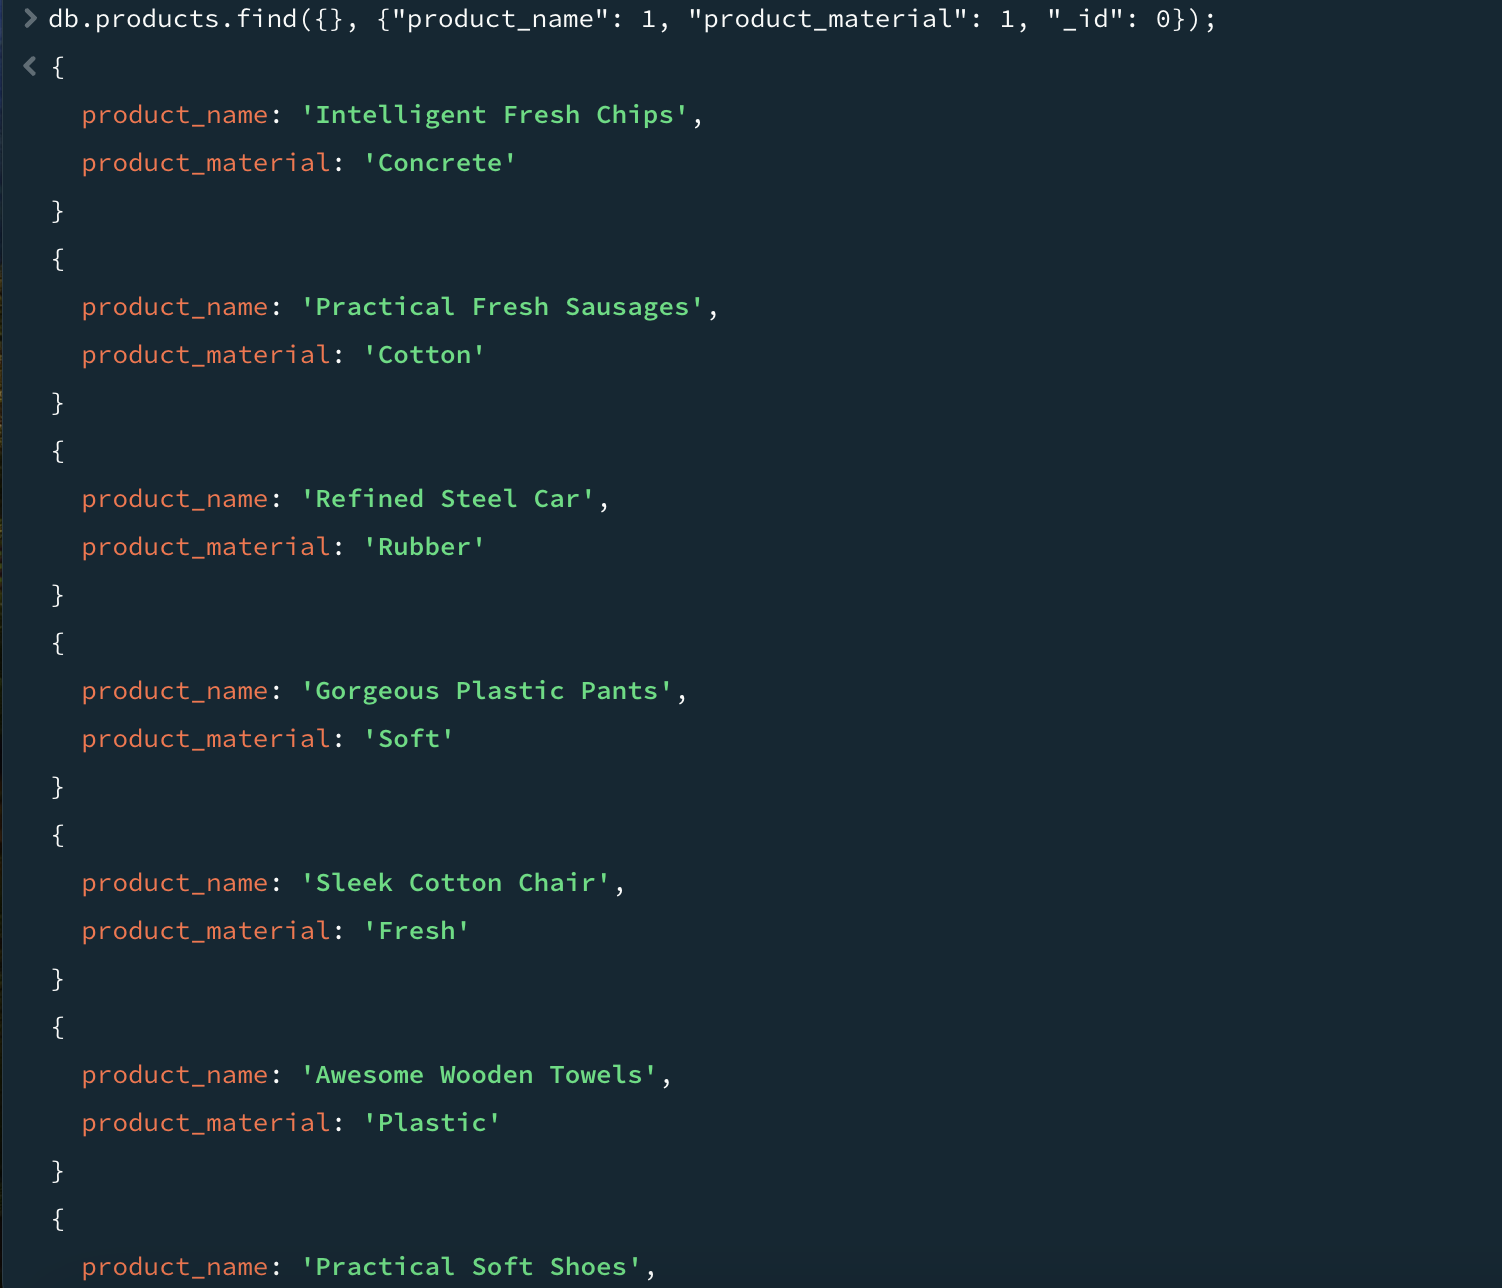 db.products.find({}, {"product_name": 1, "product_material": 1, "_id": 0});
{
product_name: 'Intelligent Fresh Chips',
product_material: 'Concrete'
}
{
product_name: 'Practical Fresh Sausages',
product_material: 'Cotton'
}
{
product_name: 'Refined Steel Car',
product_material: 'Rubber'
}
{
product_name: 'Gorgeous Plastic Pants',
product_material: 'Soft'
}
{
product_name: 'Sleek Cotton Chair',
product_material: 'Fresh'
}
{
product_name: 'Awesome Wooden Towels',
product_material: 'Plastic'
}
{
product_name: 'Practical Soft Shoes',